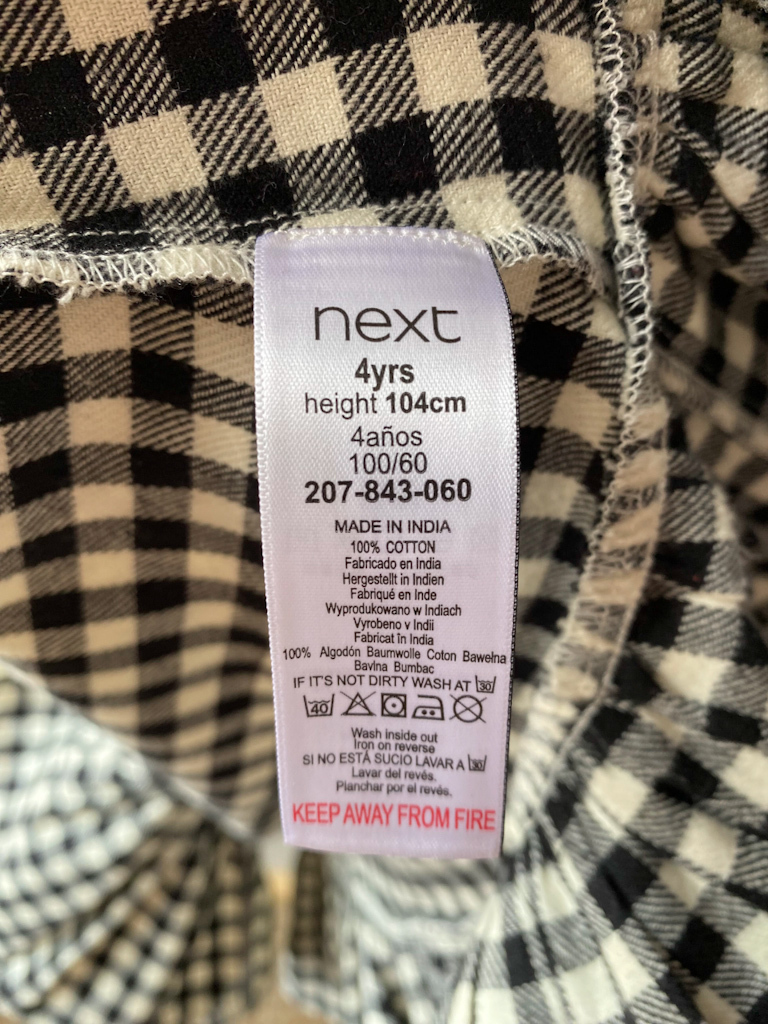 next
4yrs
height 104cm
4años
100/60
207-843-060
MADE IN INDIA
100% COTTON
Fabricado en India
Hergestellt in Indien
Fabriqué en Inde
Wyprodukowano w Indiach
Vyrobeno v Indii
Fabricat în India
100% Algodón Baumwolle Coton Bawełna
Bavlna Bumbac
IF IT'S NOT DIRTY WASH AT 30
40
Wash inside out
Iron on reverse
SI NO ESTÁ SUCIO LAVAR A 30
Lavar del revés.
Planchar por el revés.
KEEP AWAY FROM FIRE